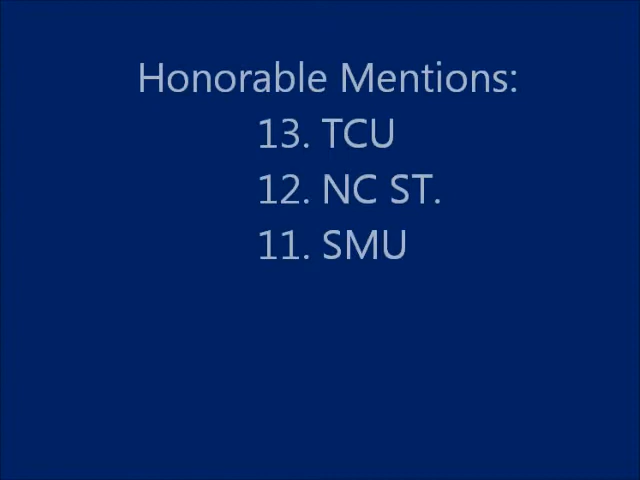 Honorable Mentions:
13. TCU
12. NC ST.
11. SMU